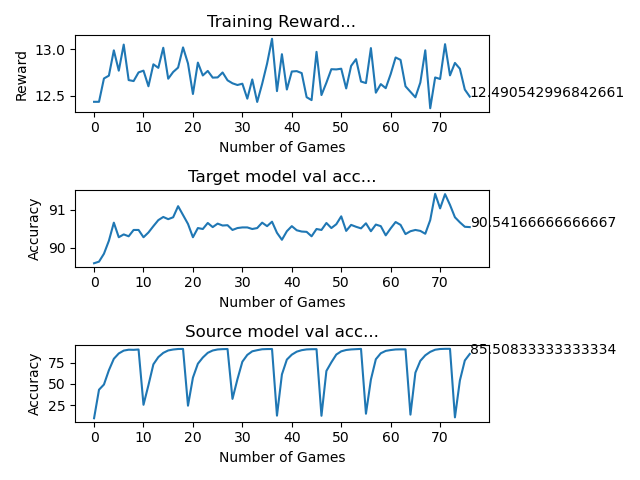 Training Reward...
Reward
13.0
12.5
12.490542996842661
0 10 20 30 40 50 60 70
Number of Games
Target model val acc...
Accuracy
91
90
90.54166666666667
0 10 20 30 40 50 60 70
Number of Games
Source model val acc...
Accuracy
75
50
25
85.50833333333334
0 10 20 30 40 50 60 70
Number of Games